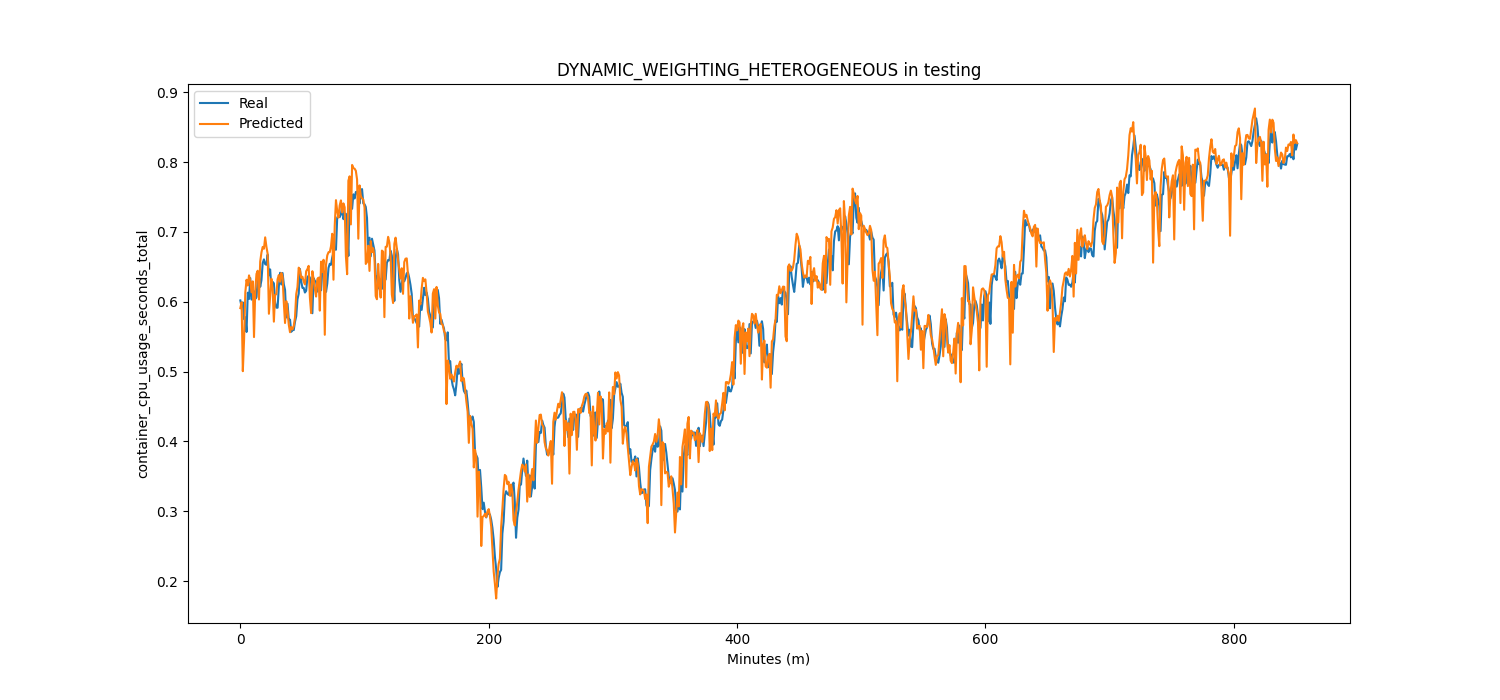 DYNAMIC_WEIGHTING_HETEROGENEOUS in testing
Real
Predicted
container_cpu_usage_seconds_total
0.9
0.8
0.7
0.6
0.5
0.4
0.3
0.2
0 200 400 600 800
Minutes (m)